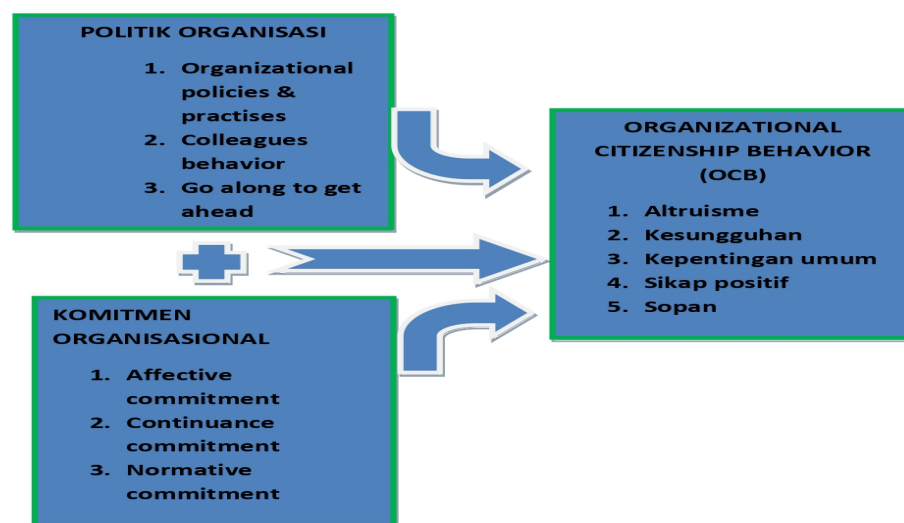 POLITIK ORGANISASI
1. Organizational
policies &
practises
2. Colleagues
behavior
3. Go along to get
ahead
KOMITMEN
ORGANISASIONAL
1. Affective
commitment
2. Continuance
commitment
3. Normative
commitment
ORGANIZATIONAL
CITIZENSHIP BEHAVIOR
(OCB)
1. Altruisme
2. Kesungguhan
3. Kepentingan umum
4. Sikap positif
5. Sopan